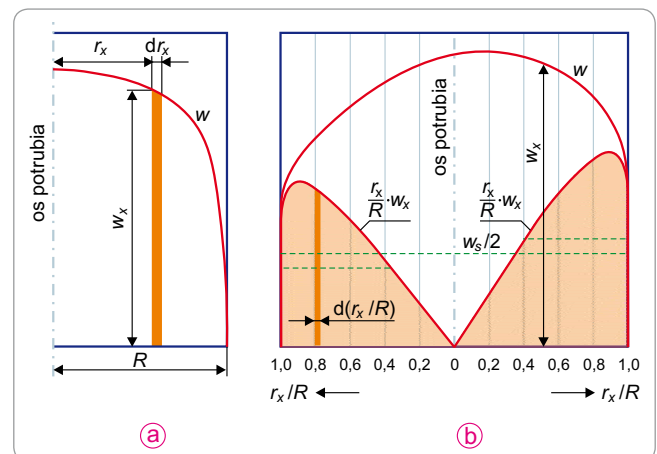 r_x dr_x
w
os potrubia
w_x
R
a
w
os potrubia
w_x
r_x/R·w_x
r_x/R·w_x
w_s/2
d(r_x/R)
1,0 0,8 0,6 0,4 0,2 0 0,2 0,4 0,6 0,8 1,0
r_x/R r_x/R
b